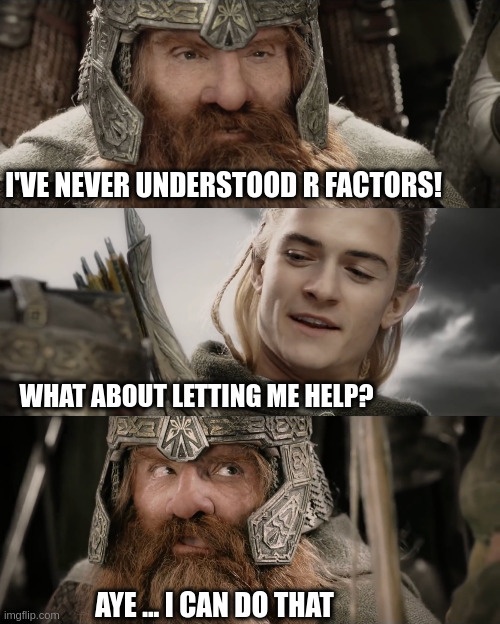 I'VE NEVER UNDERSTOOD R FACTORS!
WHAT ABOUT LETTING ME HELP?
AYE ... I CAN DO THAT
imgflip.com